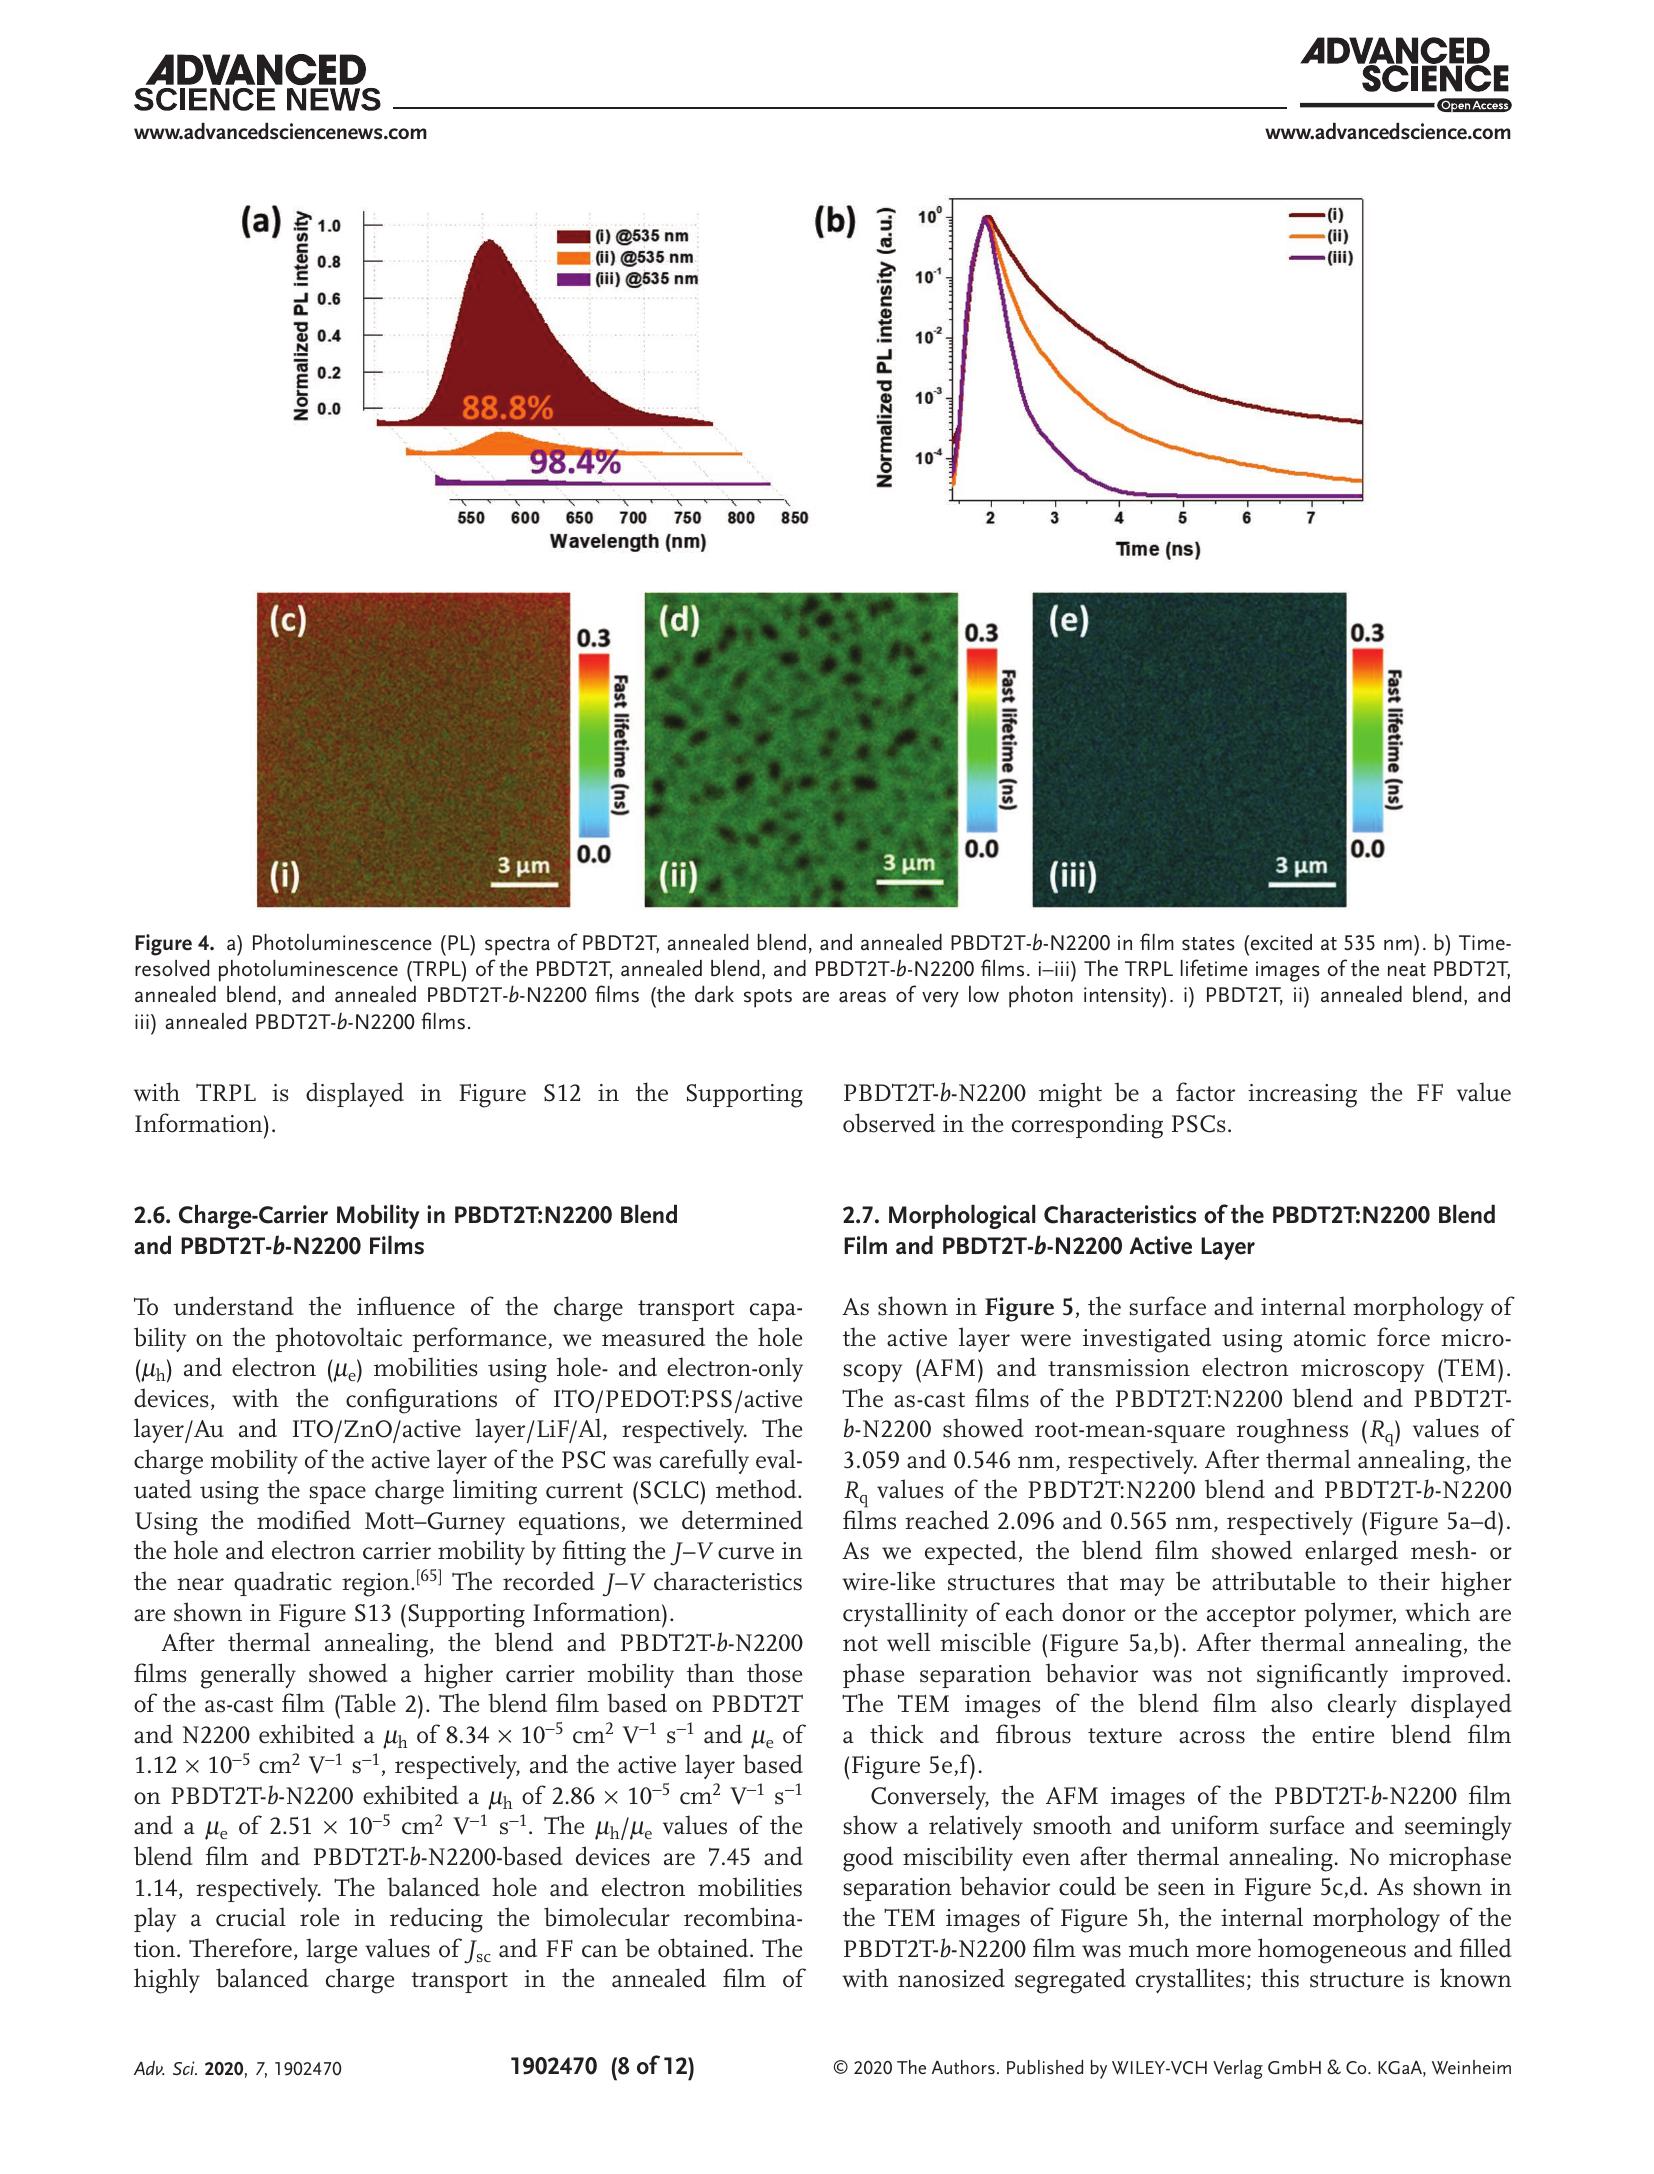 ADVANCED
SCIENCE NEWS
www.advancedsciencenews.com
ADVANCED
SCIENCE
Open Access
www.advancedscience.com
(a)
Normalized PL intensity
1.0
0.8
0.6
0.4
0.2
0.0
(i) @535 nm
(ii) @535 nm
(iii) @535 nm
88.8%
98.4%
550 600 650 700 750 800 850
Wavelength (nm)
(b)
Normalized PL intensity (a.u.)
10⁰
10⁻¹
10⁻²
10⁻³
10⁻⁴
(i)
(ii)
(iii)
2 3 4 5 6 7
Time (ns)
(c)
(i)
3 μm
0.3
Fast lifetime (ns)
0.0
(d)
(ii)
3 μm
0.3
Fast lifetime (ns)
0.0
(e)
(iii)
3 μm
0.3
Fast lifetime (ns)
0.0
Figure 4. a) Photoluminescence (PL) spectra of PBDT2T, annealed blend, and annealed PBDT2T-b-N2200 in film states (excited at 535 nm). b) Time-
resolved photoluminescence (TRPL) of the PBDT2T, annealed blend, and PBDT2T-b-N2200 films. i–iii) The TRPL lifetime images of the neat PBDT2T,
annealed blend, and annealed PBDT2T-b-N2200 films (the dark spots are areas of very low photon intensity). i) PBDT2T, ii) annealed blend, and
iii) annealed PBDT2T-b-N2200 films.
with TRPL is displayed in Figure S12 in the Supporting
Information).
2.6. Charge-Carrier Mobility in PBDT2T:N2200 Blend
and PBDT2T-b-N2200 Films
To understand the influence of the charge transport capa-
bility on the photovoltaic performance, we measured the hole
(μh) and electron (μe) mobilities using hole- and electron-only
devices, with the configurations of ITO/PEDOT:PSS/active
layer/Au and ITO/ZnO/active layer/LiF/Al, respectively. The
charge mobility of the active layer of the PSC was carefully eval-
uated using the space charge limiting current (SCLC) method.
Using the modified Mott–Gurney equations, we determined
the hole and electron carrier mobility by fitting the J–V curve in
the near quadratic region.[65] The recorded J–V characteristics
are shown in Figure S13 (Supporting Information).
After thermal annealing, the blend and PBDT2T-b-N2200
films generally showed a higher carrier mobility than those
of the as-cast film (Table 2). The blend film based on PBDT2T
and N2200 exhibited a μh of 8.34 × 10⁻⁵ cm² V⁻¹ s⁻¹ and μe of
1.12 × 10⁻⁵ cm² V⁻¹ s⁻¹, respectively, and the active layer based
on PBDT2T-b-N2200 exhibited a μh of 2.86 × 10⁻⁵ cm² V⁻¹ s⁻¹
and a μe of 2.51 × 10⁻⁵ cm² V⁻¹ s⁻¹. The μh/μe values of the
blend film and PBDT2T-b-N2200-based devices are 7.45 and
1.14, respectively. The balanced hole and electron mobilities
play a crucial role in reducing the bimolecular recombina-
tion. Therefore, large values of Jsc and FF can be obtained. The
highly balanced charge transport in the annealed film of
PBDT2T-b-N2200 might be a factor increasing the FF value
observed in the corresponding PSCs.
2.7. Morphological Characteristics of the PBDT2T:N2200 Blend
Film and PBDT2T-b-N2200 Active Layer
As shown in Figure 5, the surface and internal morphology of
the active layer were investigated using atomic force micro-
scopy (AFM) and transmission electron microscopy (TEM).
The as-cast films of the PBDT2T:N2200 blend and PBDT2T-
b-N2200 showed root-mean-square roughness (Rq) values of
3.059 and 0.546 nm, respectively. After thermal annealing, the
Rq values of the PBDT2T:N2200 blend and PBDT2T-b-N2200
films reached 2.096 and 0.565 nm, respectively (Figure 5a–d).
As we expected, the blend film showed enlarged mesh- or
wire-like structures that may be attributable to their higher
crystallinity of each donor or the acceptor polymer, which are
not well miscible (Figure 5a,b). After thermal annealing, the
phase separation behavior was not significantly improved.
The TEM images of the blend film also clearly displayed
a thick and fibrous texture across the entire blend film
(Figure 5e,f).
Conversely, the AFM images of the PBDT2T-b-N2200 film
show a relatively smooth and uniform surface and seemingly
good miscibility even after thermal annealing. No microphase
separation behavior could be seen in Figure 5c,d. As shown in
the TEM images of Figure 5h, the internal morphology of the
PBDT2T-b-N2200 film was much more homogeneous and filled
with nanosized segregated crystallites; this structure is known
Adv. Sci. 2020, 7, 1902470
1902470 (8 of 12)
© 2020 The Authors. Published by WILEY-VCH Verlag GmbH & Co. KGaA, Weinheim